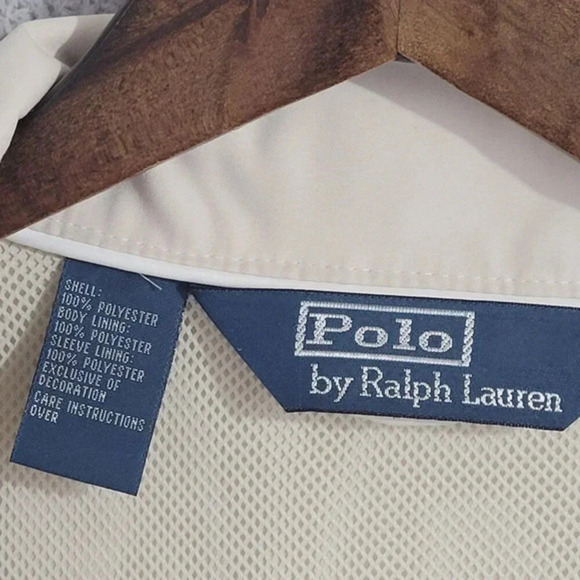 SHELL:
100% POLYESTER
BODY LINING:
100% POLYESTER
SLEEVE LINING:
100% POLYESTER
EXCLUSIVE OF
DECORATION
CARE INSTRUCTIONS
OVER
Polo
by Ralph Lauren